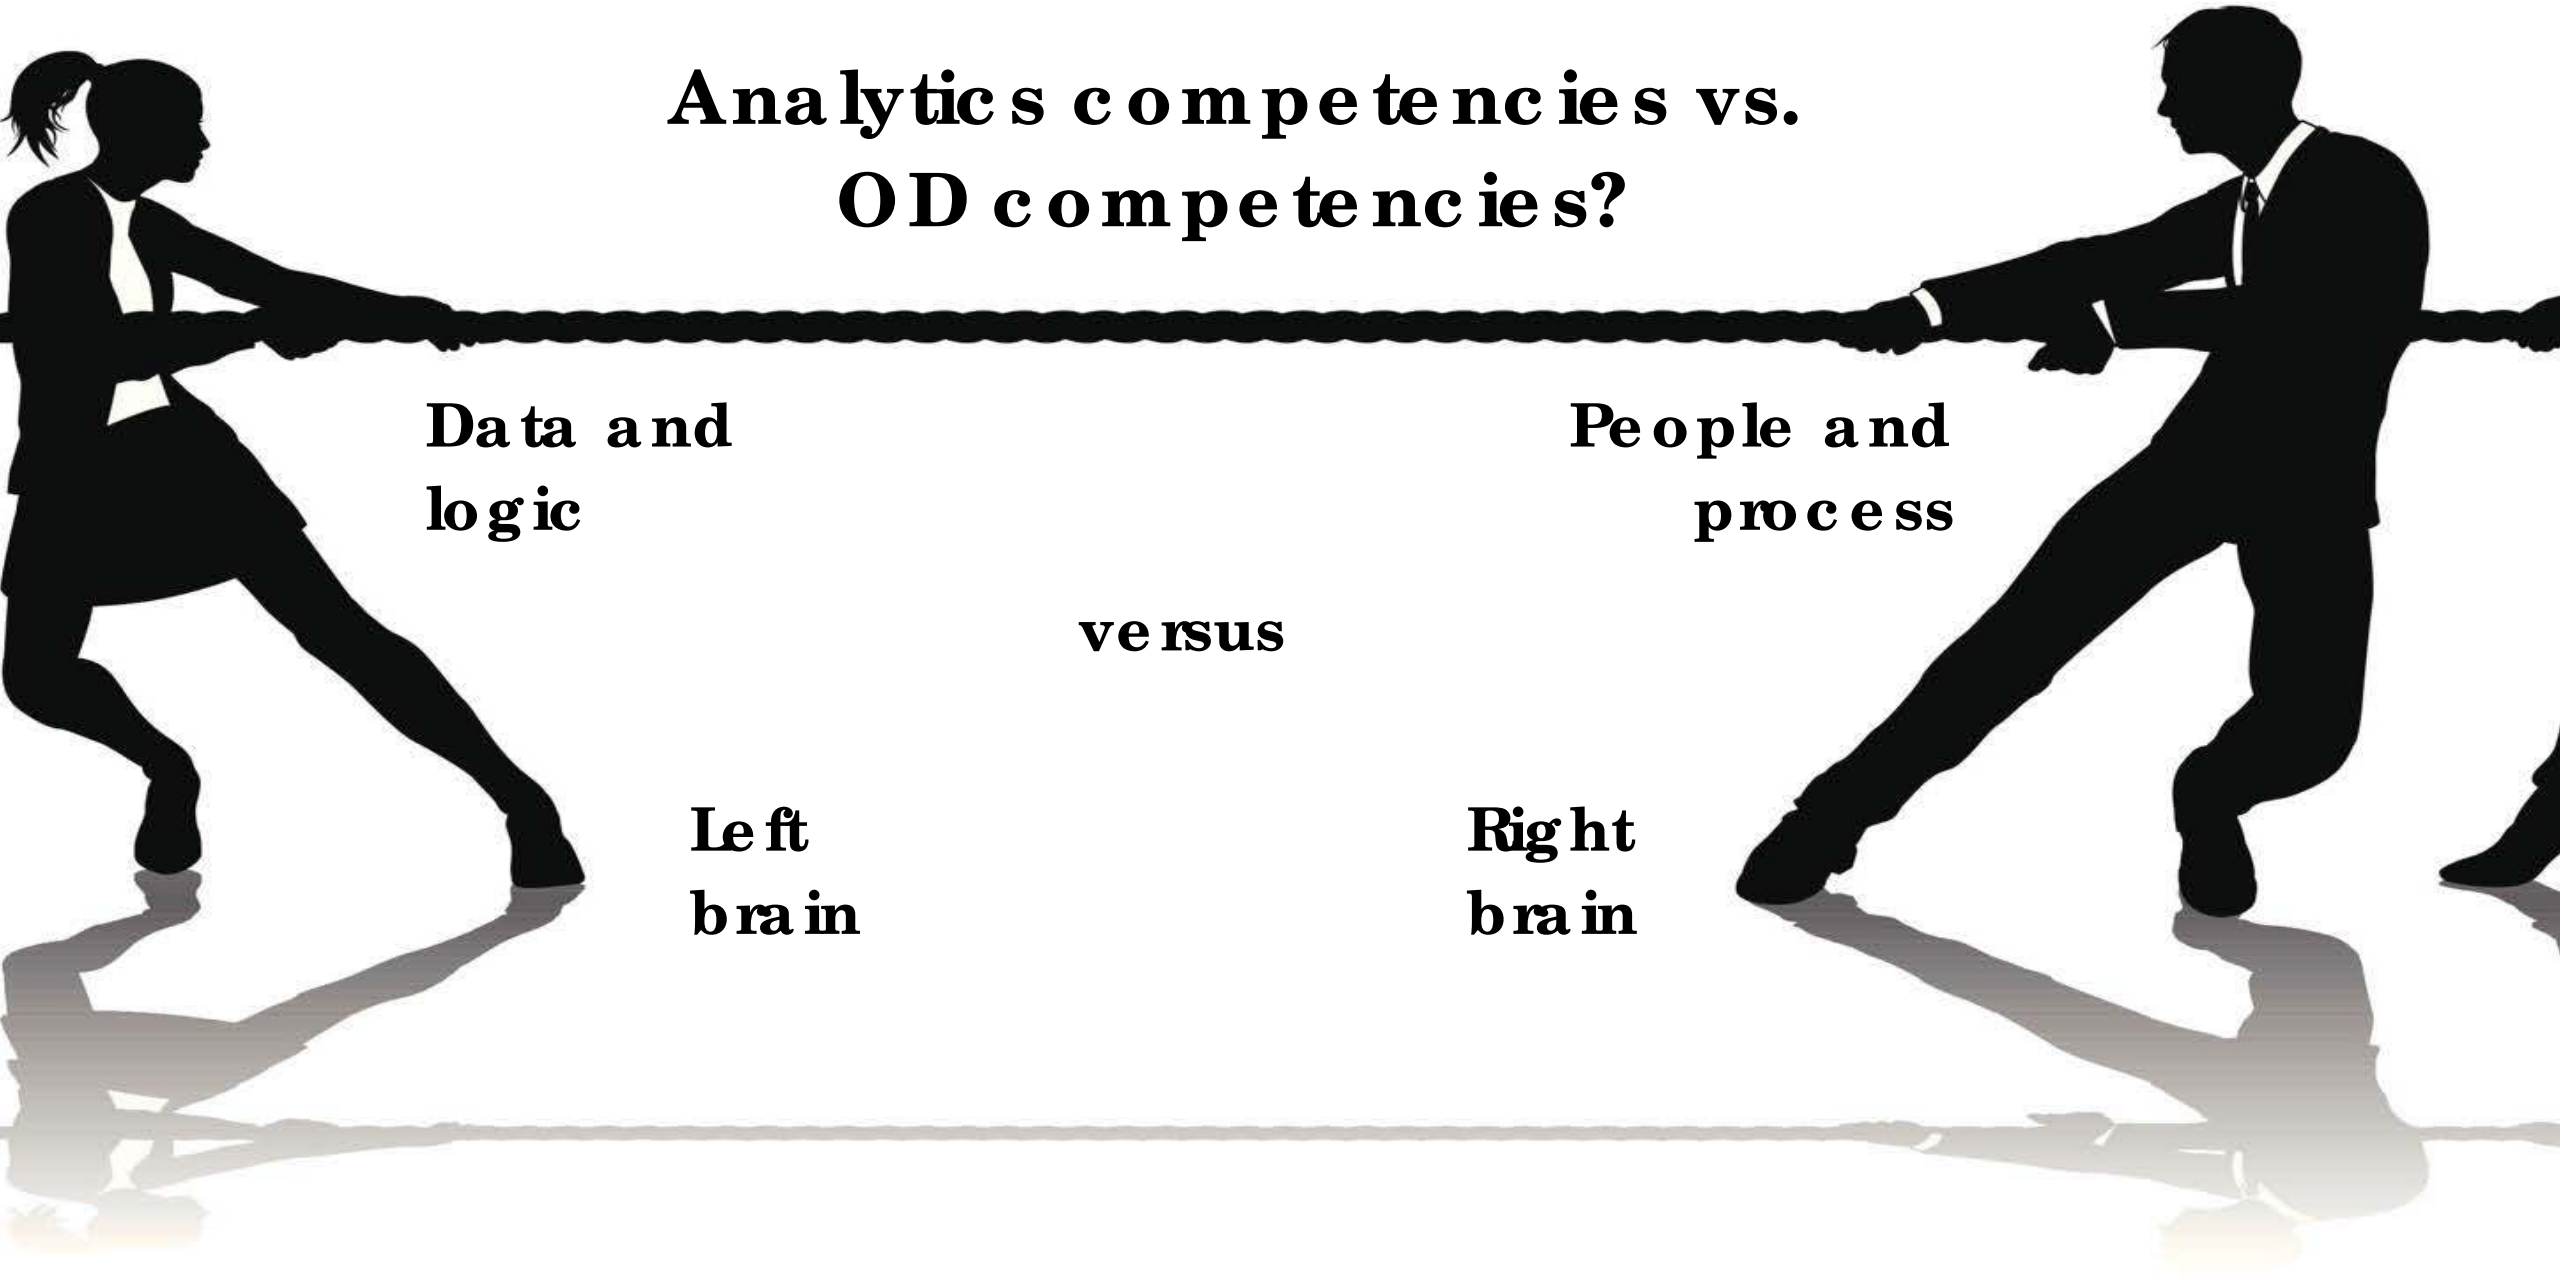 Analytics competencies vs.
OD competencies?
Data and
logic
People and
process
versus
Left
brain
Right
brain